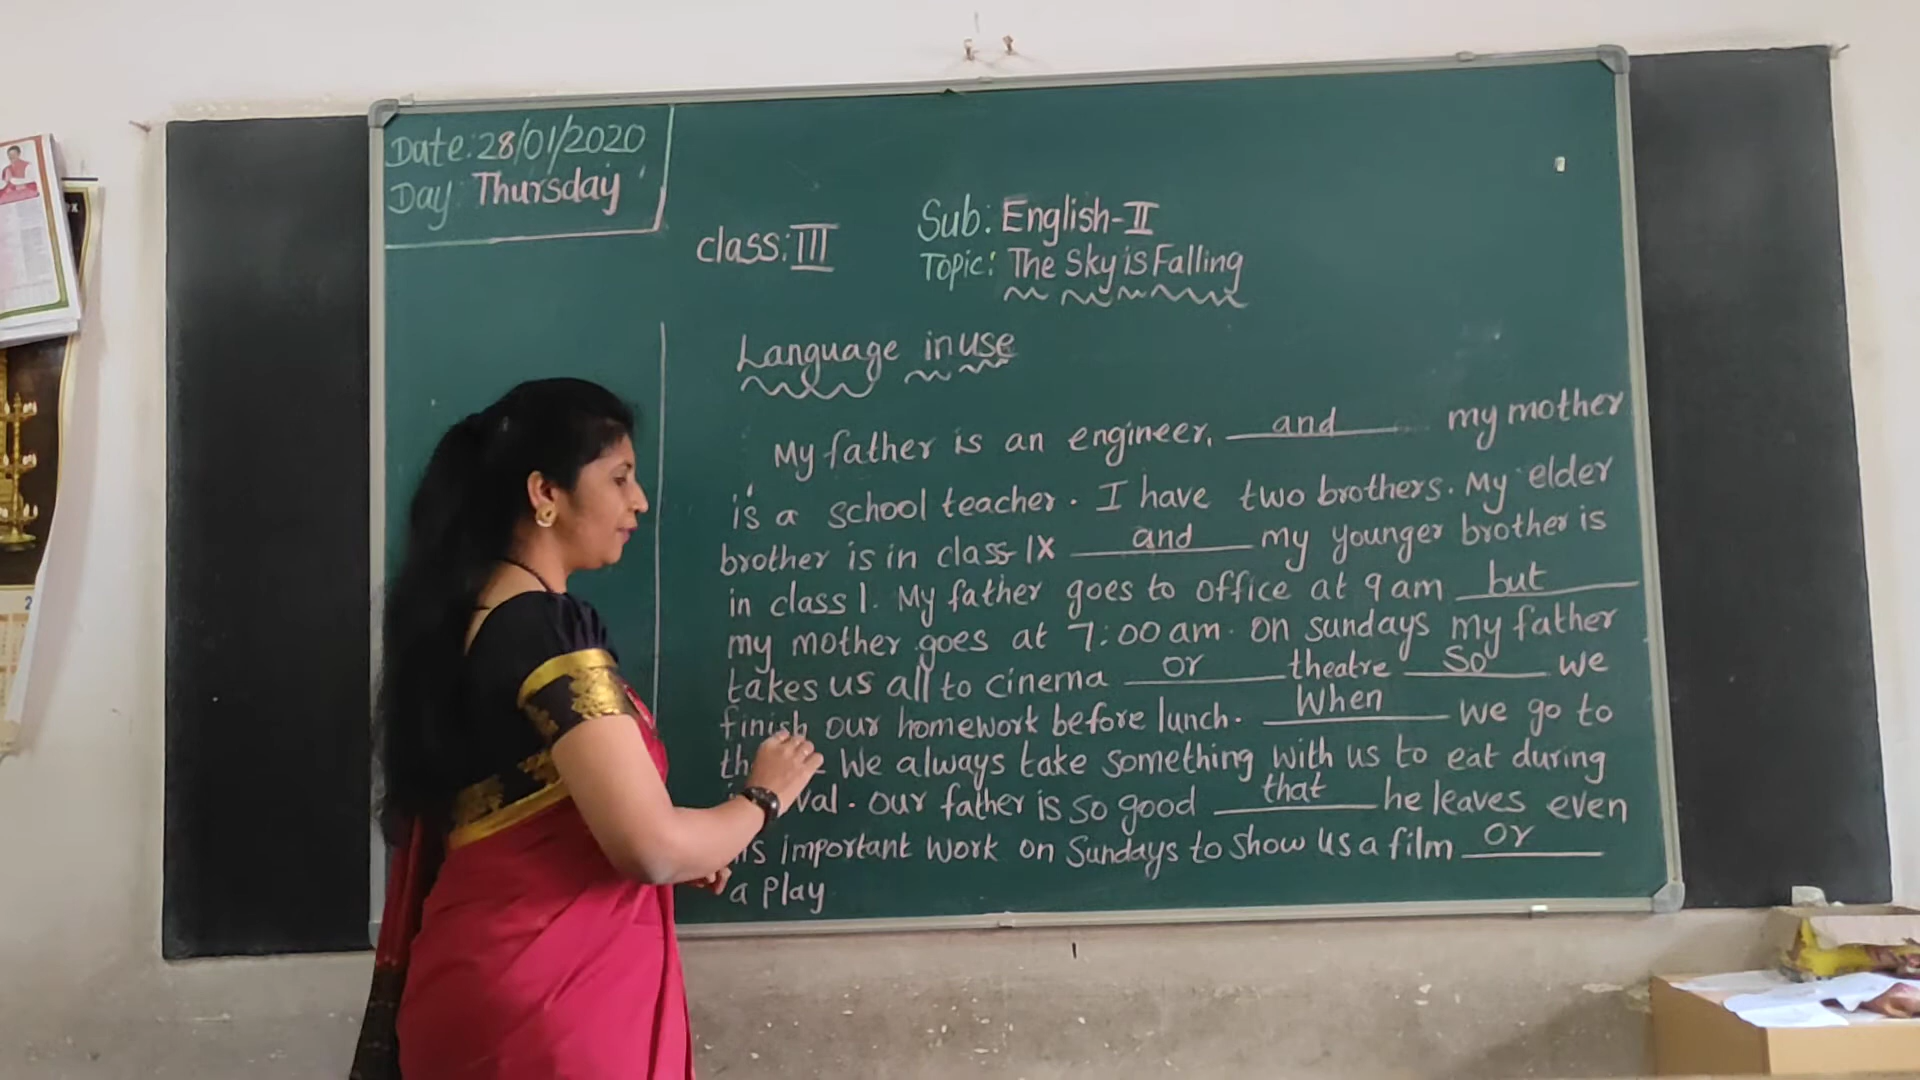 Date: 28/01/2020
Day: Thursday
class: III
Sub: English-II
Topic: The Sky is Falling
Language in use
My father is an engineer, and my mother
is a school teacher. I have two brothers. My elder
brother is in class IX and my younger brother is
in class I. My father goes to office at 9 am but
my mother goes at 7:00 am. On sundays my father
takes us all to cinema or theatre So we
finish our homework before lunch. When we go to
We always take something with us to eat during
our father is so good that he leaves even
important work on Sundays to show us a film or
a play